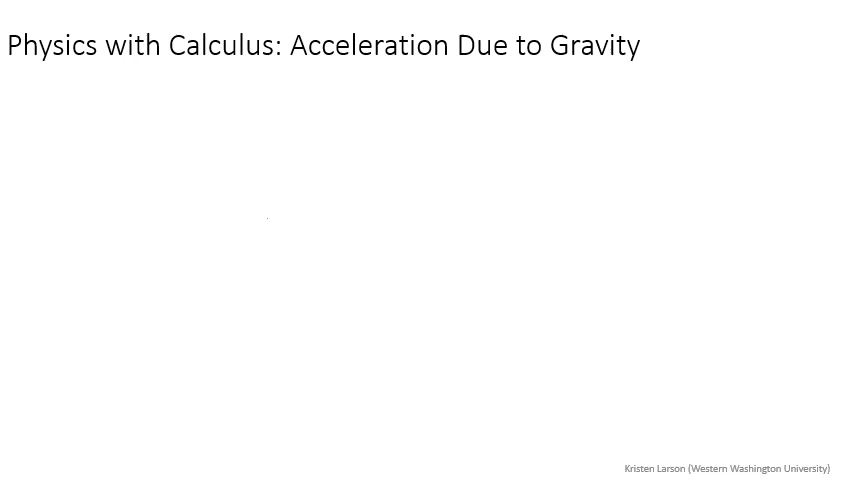 Physics with Calculus: Acceleration Due to Gravity
Kristen Larson (Western Washington University)